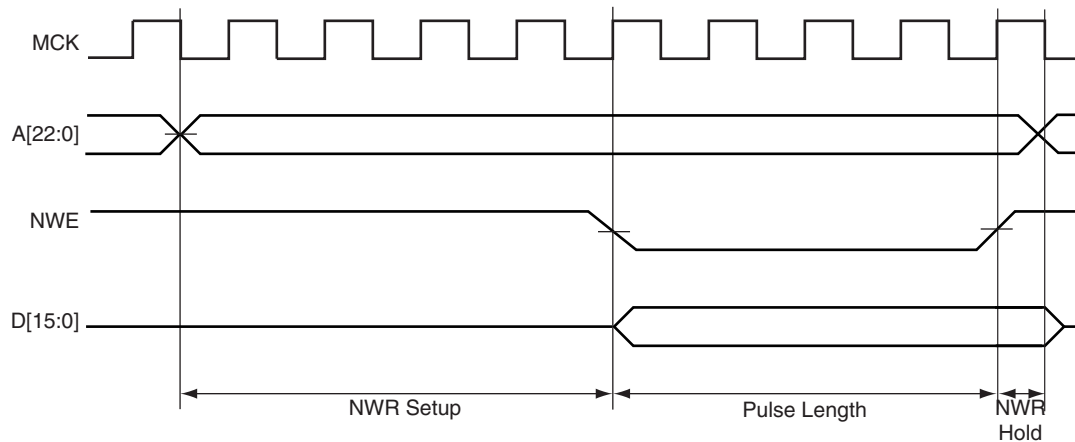 MCK
A[22:0]
NWE
D[15:0]
NWR Setup
Pulse Length
NWR
Hold